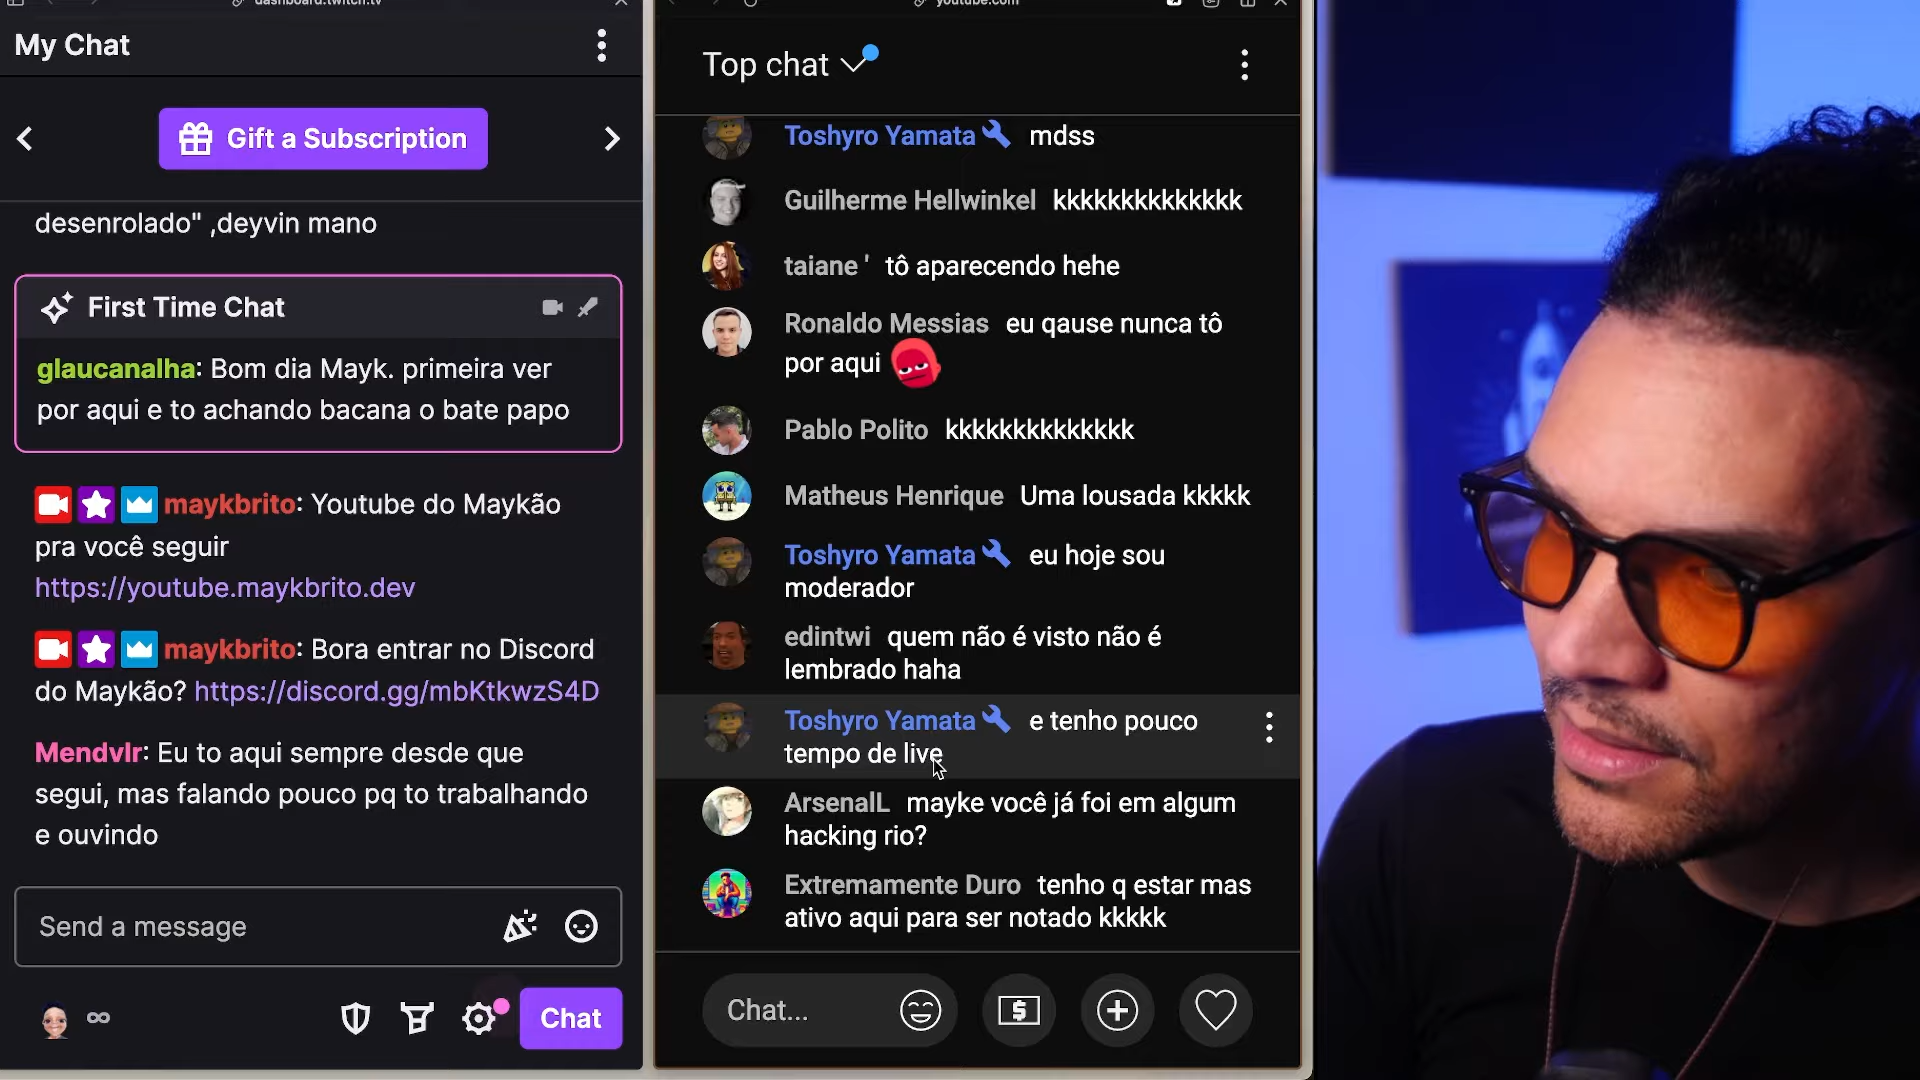 dashboard.twitch.tv
My Chat
Gift a Subscription
desenrolado" ,deyvin mano
First Time Chat
glaucanalha: Bom dia Mayk. primeira ver
por aqui e to achando bacana o bate papo
maykbrito: Youtube do Maykão
pra você seguir
https://youtube.maykbrito.dev
maykbrito: Bora entrar no Discord
do Maykão? https://discord.gg/mbKtkwzS4D
Mendvlr: Eu to aqui sempre desde que
segui, mas falando pouco pq to trabalhando
e ouvindo
Send a message
Chat
youtube.com
Top chat
Toshyro Yamata mdss
Guilherme Hellwinkel kkkkkkkkkkkkkk
taiane ' tô aparecendo hehe
Ronaldo Messias eu qause nunca tô
por aqui
Pablo Polito kkkkkkkkkkkkkk
Matheus Henrique Uma lousada kkkkk
Toshyro Yamata eu hoje sou
moderador
edintwi quem não é visto não é
lembrado haha
Toshyro Yamata e tenho pouco
tempo de live
ArsenalL mayke você já foi em algum
hacking rio?
Extremamente Duro tenho q estar mas
ativo aqui para ser notado kkkkk
Chat...